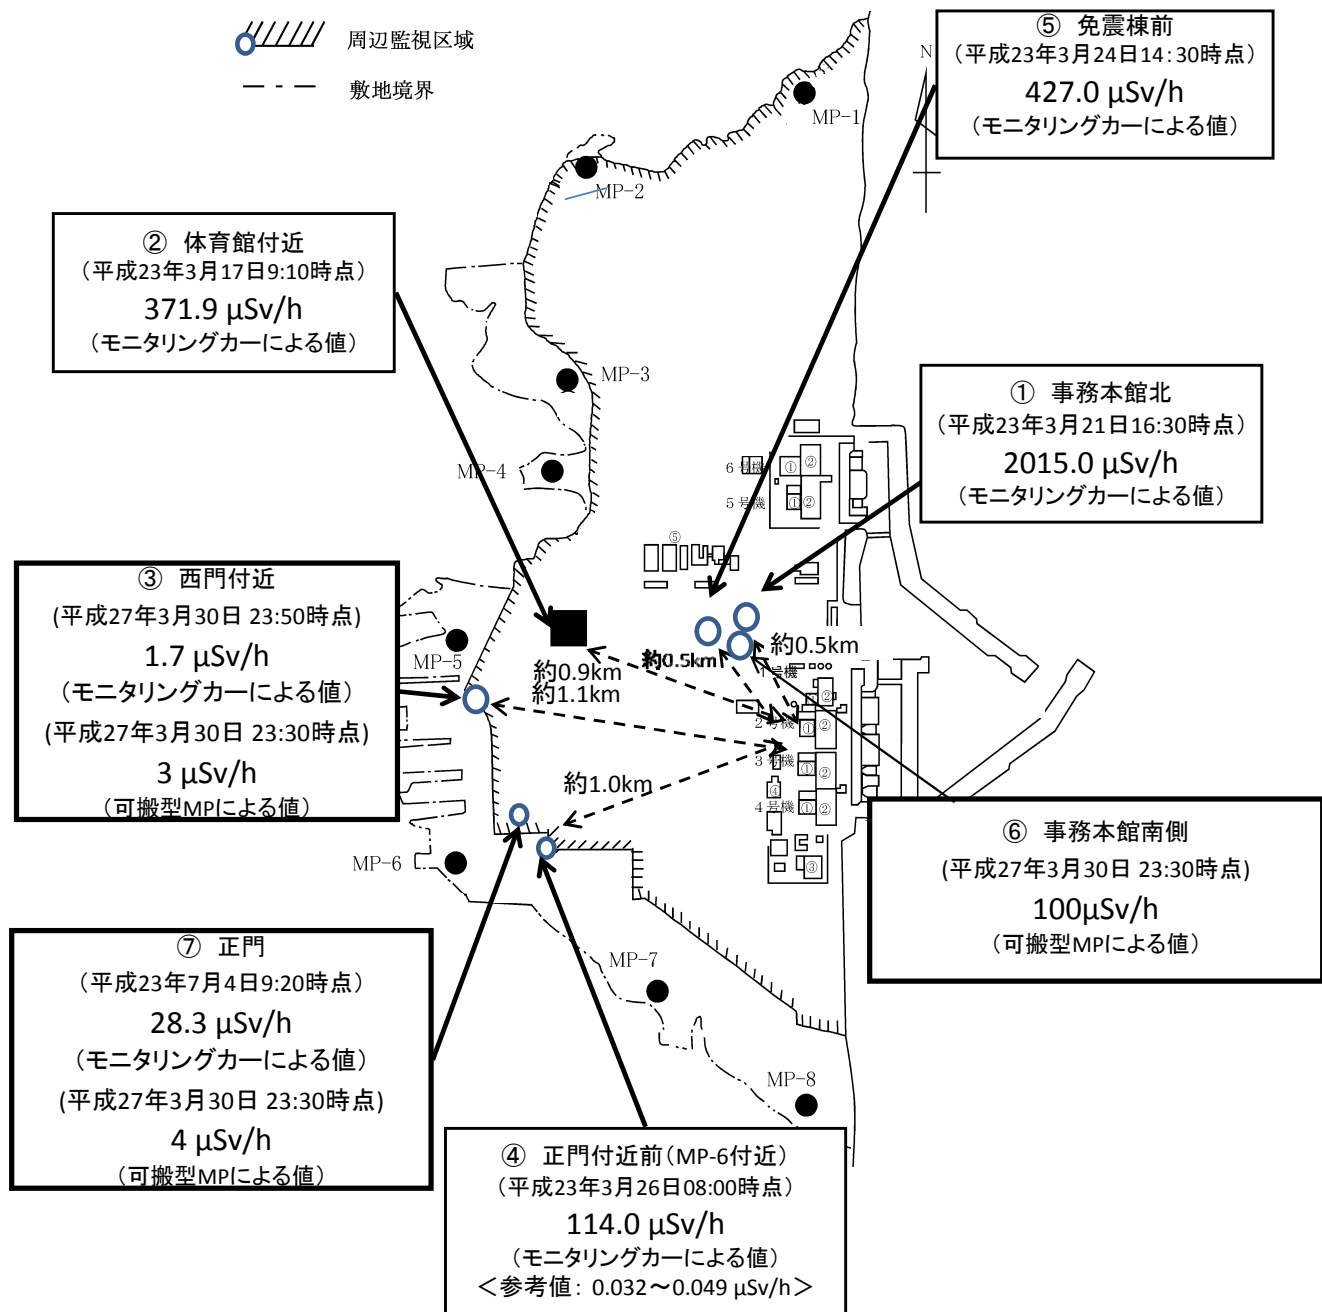 周辺監視区域
敷地境界
⑤ 免震棟前
（平成23年3月24日14:30時点）
427.0 μSv/h
（モニタリングカーによる値）
N
MP-1
MP-2
② 体育館付近
（平成23年3月17日9:10時点）
371.9 μSv/h
（モニタリングカーによる値）
MP-3
MP-4
① 事務本館北
（平成23年3月21日16:30時点）
2015.0 μSv/h
（モニタリングカーによる値）
6号機
①
②
5号機
①
②
⑤
③ 西門付近
(平成27年3月30日 23:50時点)
1.7 μSv/h
（モニタリングカーによる値）
(平成27年3月30日 23:30時点)
3 μSv/h
（可搬型MPによる値）
MP-5
約0.9km
約1.1km
約0.5km
約0.5km
1号機
②
2号機
①
②
3号機
①
②
④
4号機
①
②
③
約1.0km
MP-6
⑥ 事務本館南側
(平成27年3月30日 23:30時点)
100μSv/h
（可搬型MPによる値）
⑦ 正門
（平成23年7月4日9:20時点）
28.3 μSv/h
（モニタリングカーによる値）
(平成27年3月30日 23:30時点)
4 μSv/h
（可搬型MPによる値）
MP-7
MP-8
④ 正門付近前（MP-6付近）
（平成23年3月26日08:00時点）
114.0 μSv/h
（モニタリングカーによる値）
＜参考値：0.032～0.049 μSv/h＞